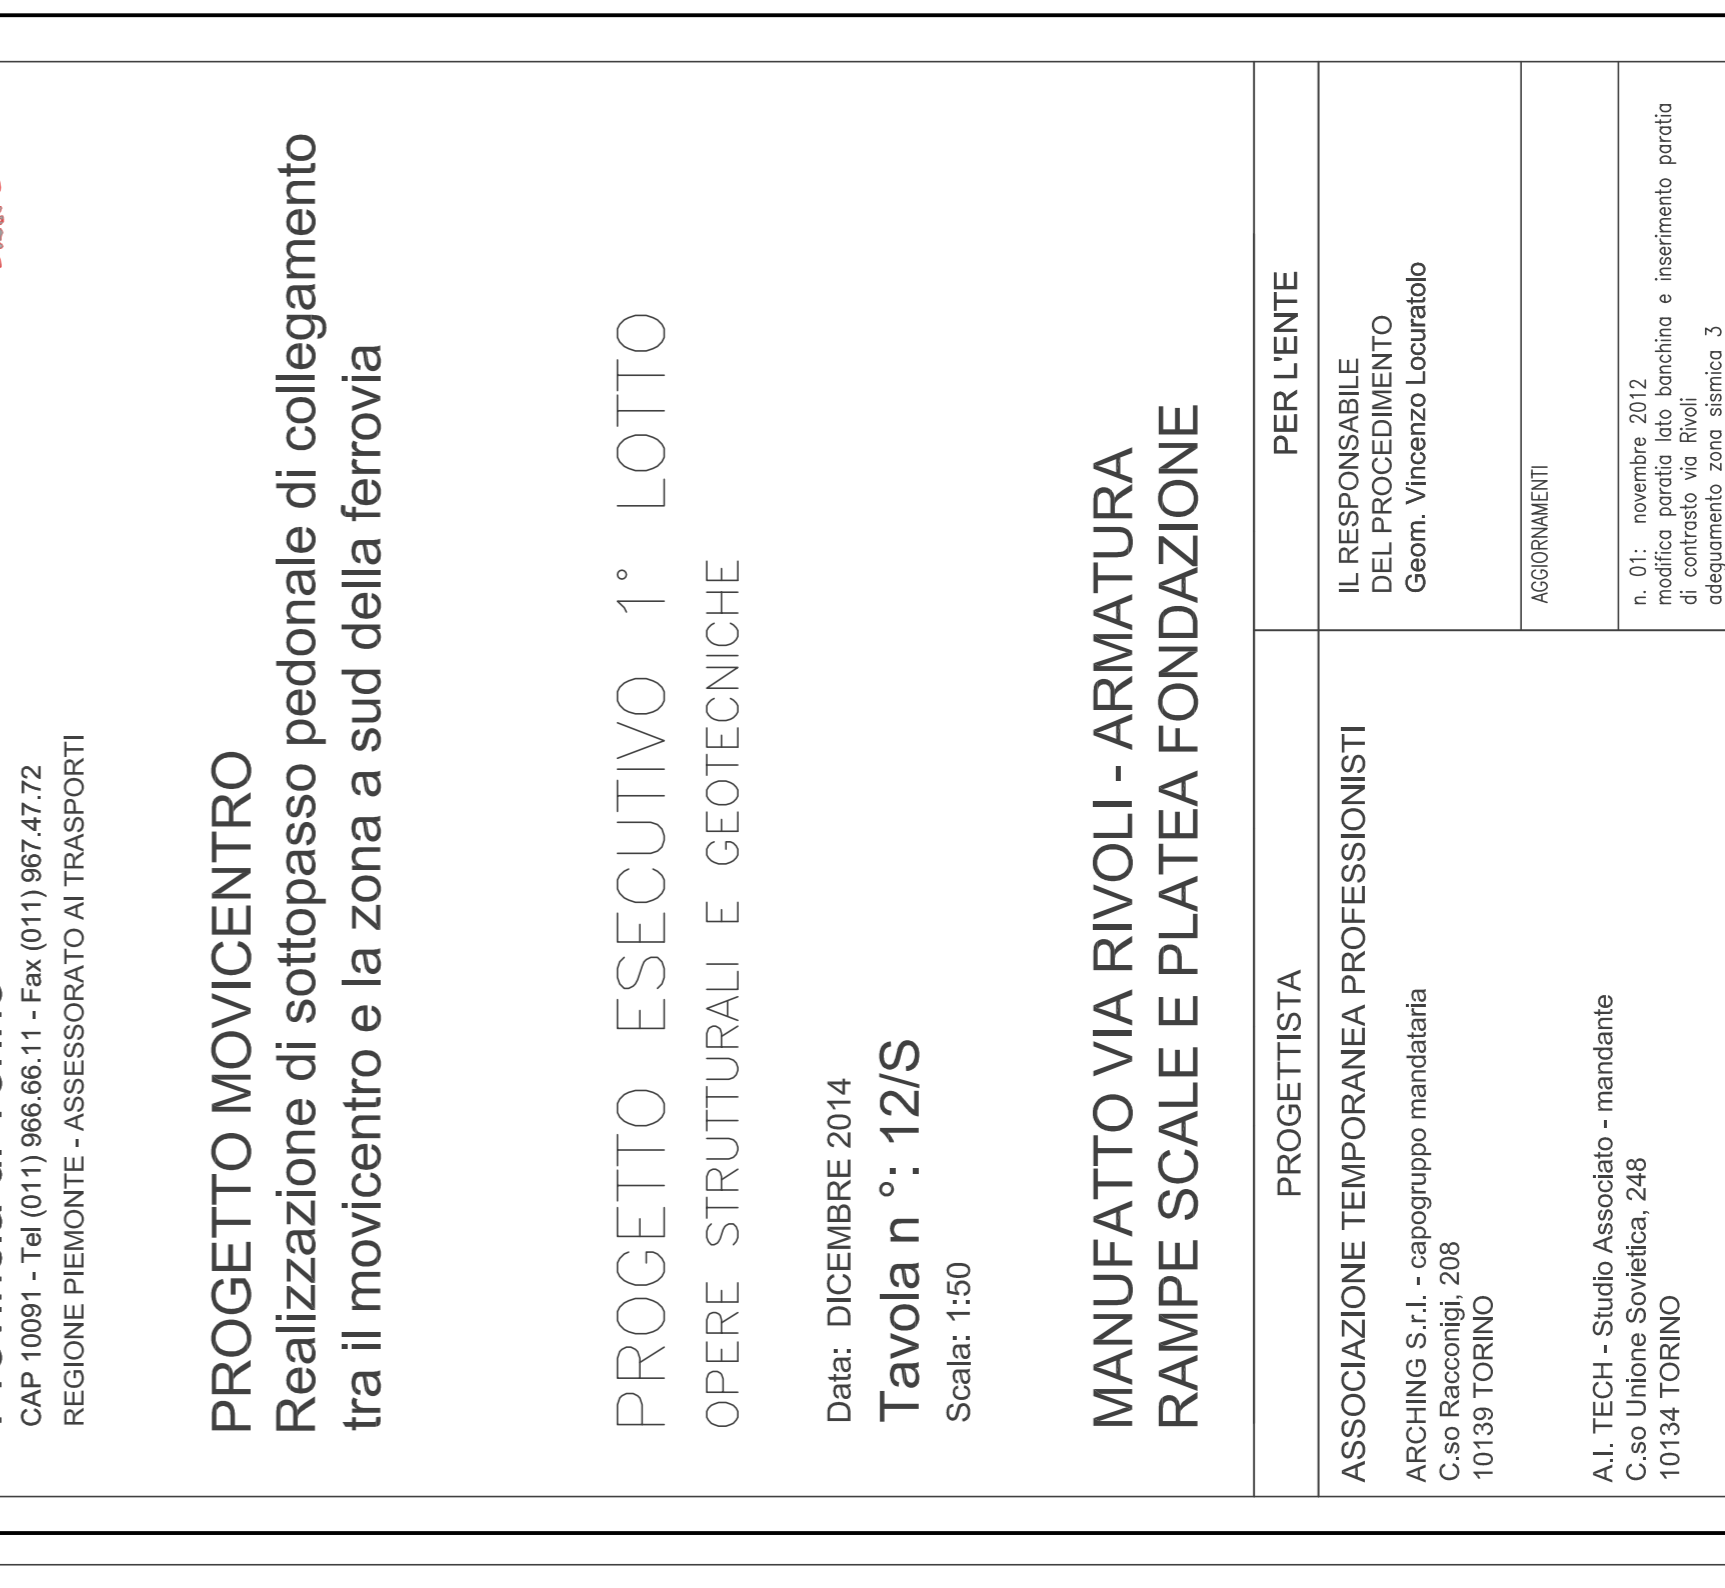 CAP 10091 - Tel (011) 966.66.11 - Fax (011) 967.47.72
REGIONE PIEMONTE - ASSESSORATO AI TRASPORTI
PROGETTO MOVICENTRO
Realizzazione di sottopasso pedonale di collegamento
tra il movicentro e la zona a sud della ferrovia
PROGETTO ESECUTIVO 1° LOTTO
OPERE STRUTTURALI E GEOTECNICHE
Data: DICEMBRE 2014
Tavola n°: 12/S
Scala: 1:50
MANUFATTO VIA RIVOLI - ARMATURA
RAMPE SCALE E PLATEA FONDAZIONE
PROGETTISTA
ASSOCIAZIONE TEMPORANEA PROFESSIONISTI
ARCHING S.r.l. - capogruppo mandataria
C.so Racconigi, 208
10139 TORINO
A.I. TECH - Studio Associato - mandante
C.so Unione Sovietica, 248
10134 TORINO
PER L'ENTE
IL RESPONSABILE
DEL PROCEDIMENTO
Geom. Vincenzo Locuratolo
AGGIORNAMENTI
n. 01: novembre 2012
modifica paratia lato banchina e inserimento paratia
di contrasto via Rivoli
adeguamento zona sismica 3